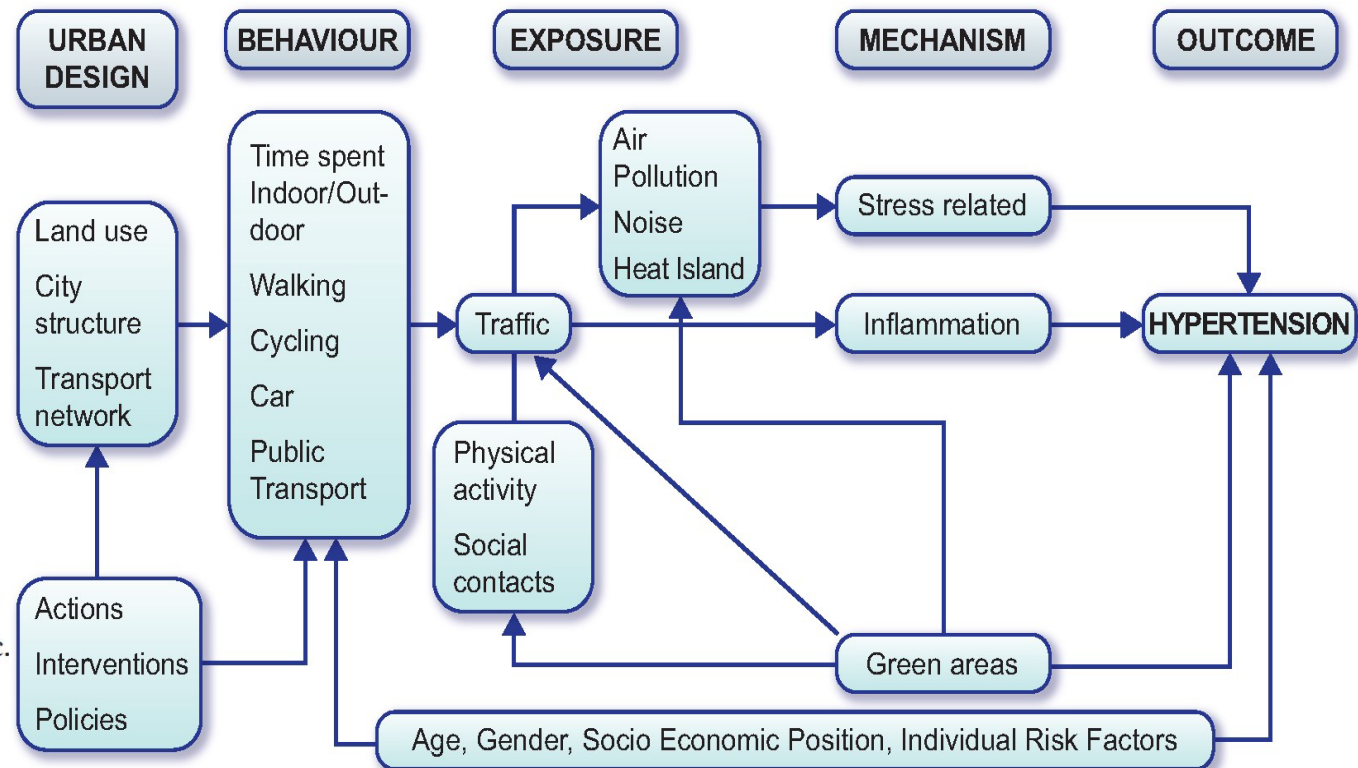 URBAN
DESIGN
BEHAVIOUR
EXPOSURE
MECHANISM
OUTCOME
Land use
City
structure
Transport
network
Actions
Interventions
Policies
c.
Time spent
Indoor/Out-
door
Walking
Cycling
Car
Public
Transport
Traffic
Air
Pollution
Noise
Heat Island
Physical
activity
Social
contacts
Stress related
Inflammation
Green areas
HYPERTENSION
Age, Gender, Socio Economic Position, Individual Risk Factors